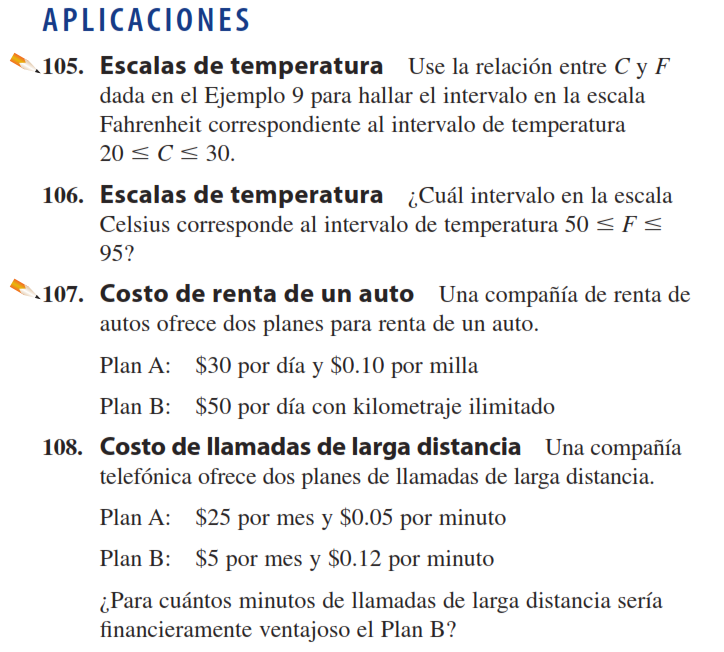 APLICACIONES
105. Escalas de temperatura Use la relación entre C y F
dada en el Ejemplo 9 para hallar el intervalo en la escala
Fahrenheit correspondiente al intervalo de temperatura
20 ≤ C ≤ 30.
106. Escalas de temperatura ¿Cuál intervalo en la escala
Celsius corresponde al intervalo de temperatura 50 ≤ F ≤
95?
107. Costo de renta de un auto Una compañía de renta de
autos ofrece dos planes para renta de un auto.
Plan A: $30 por día y $0.10 por milla
Plan B: $50 por día con kilometraje ilimitado
108. Costo de llamadas de larga distancia Una compañía
telefónica ofrece dos planes de llamadas de larga distancia.
Plan A: $25 por mes y $0.05 por minuto
Plan B: $5 por mes y $0.12 por minuto
¿Para cuántos minutos de llamadas de larga distancia sería
financieramente ventajoso el Plan B?